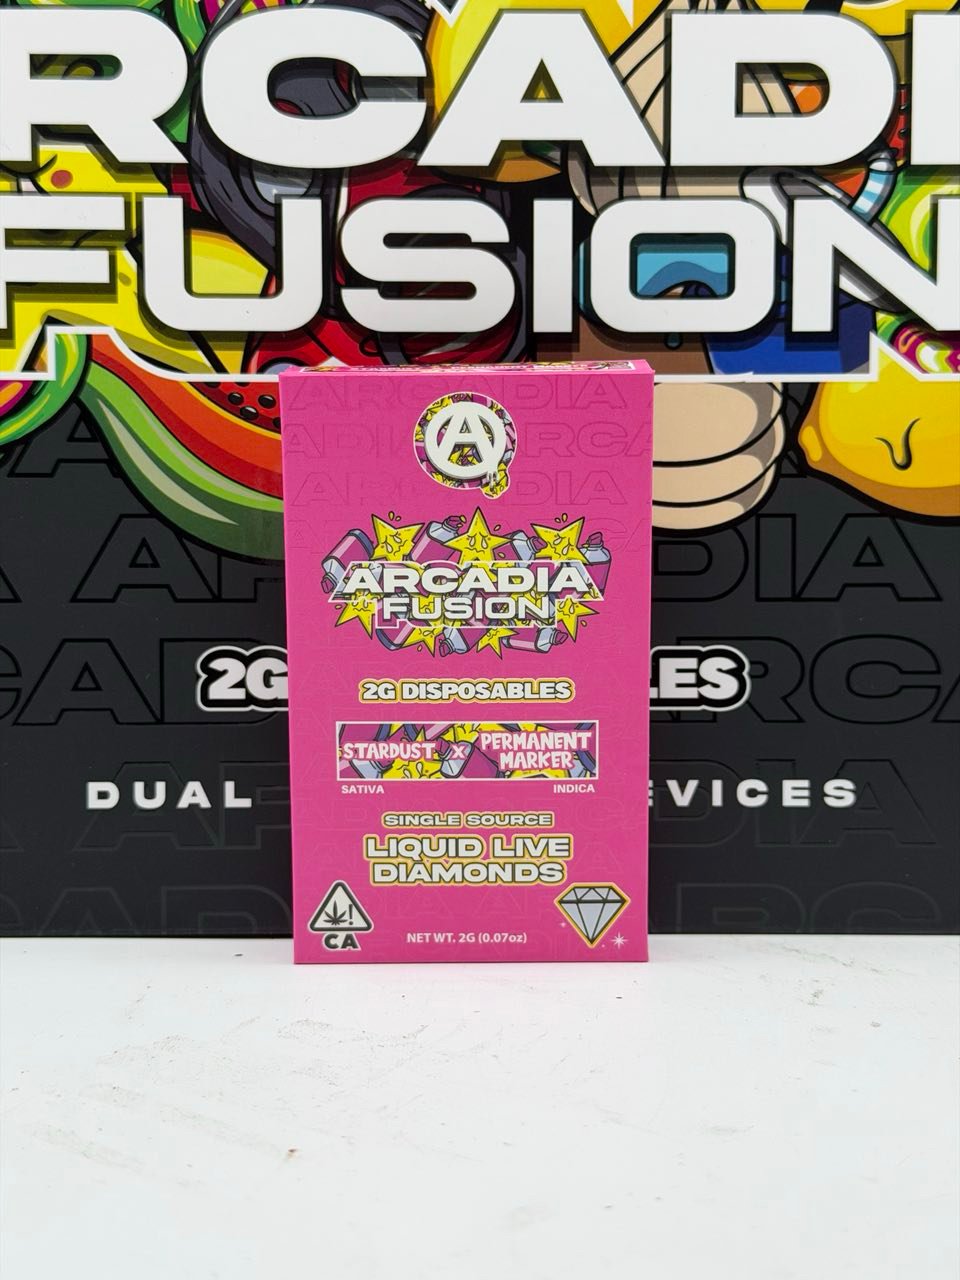 RCADI
FUSION
ARCADIA
A
ARCADIA
FUSION
2G DISPOSABLES
STARDUST X PERMANENT MARKER
SATIVA INDICA
SINGLE SOURCE
LIQUID LIVE
DIAMONDS
CA
NET WT. 2G (0.07oz)
2G LES
DUAL EVICES